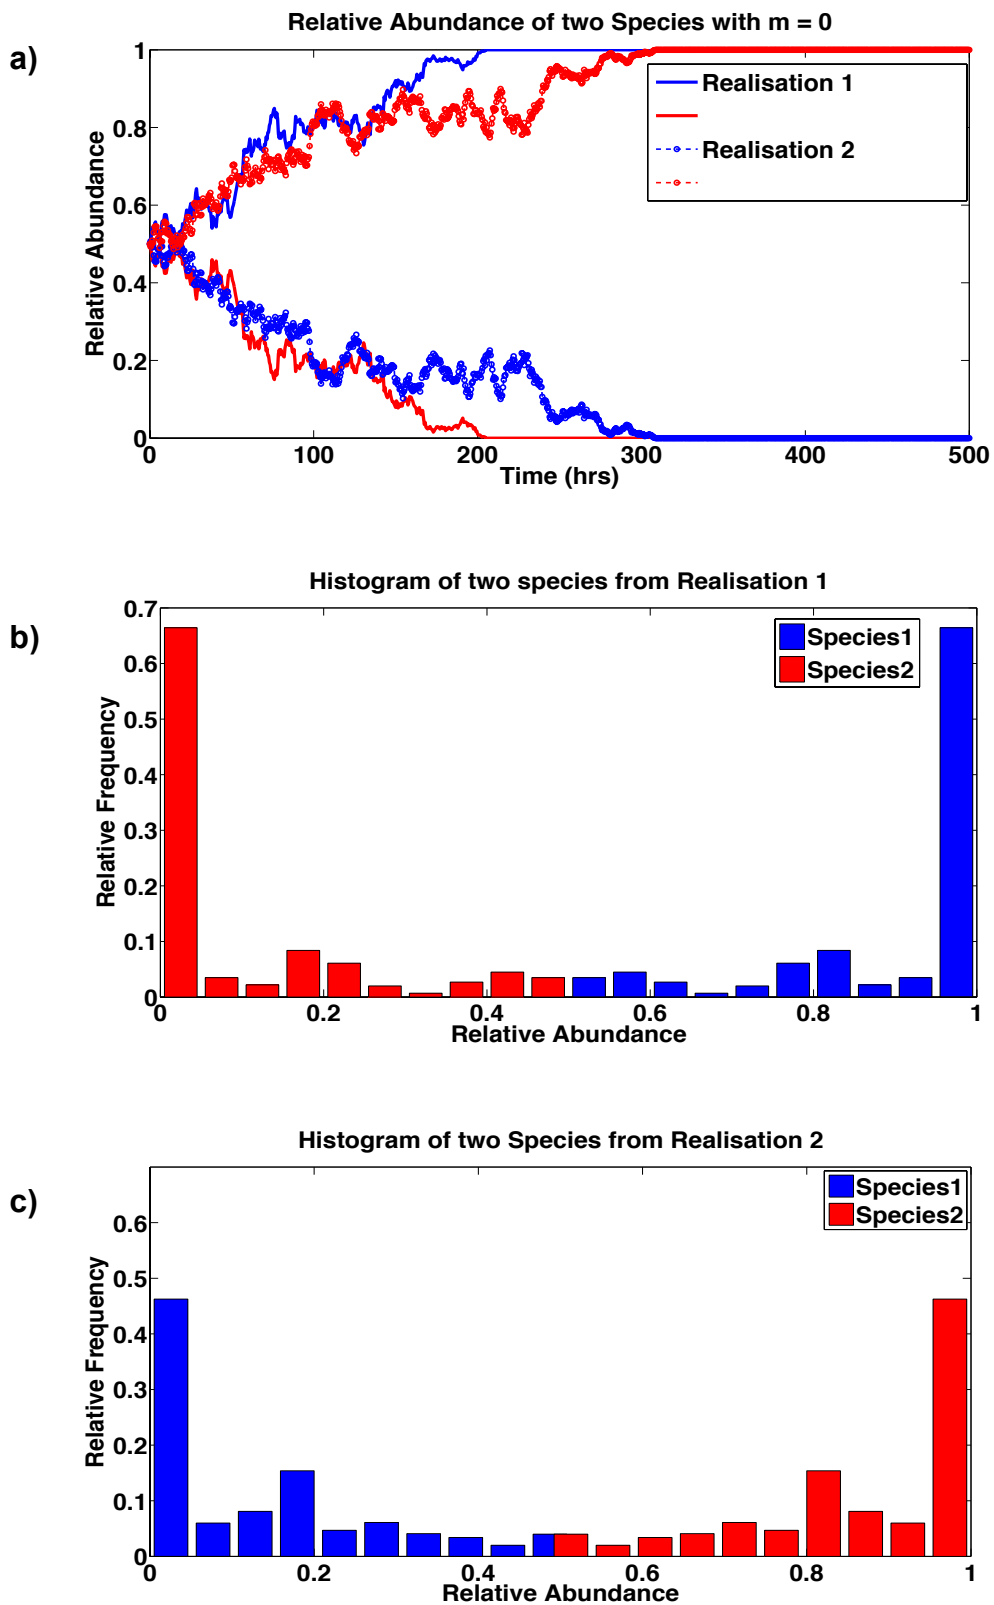 a)
Relative Abundance of two Species with m = 0
1
0.8
0.6
0.4
0.2
0
Relative Abundance
Realisation 1
Realisation 2
0 100 200 300 400 500
Time (hrs)
b)
Histogram of two species from Realisation 1
0.7
0.6
0.5
0.4
0.3
0.2
0.1
0
Relative Frequency
Species1
Species2
0 0.2 0.4 0.6 0.8 1
Relative Abundance
c)
Histogram of two Species from Realisation 2
0.6
0.5
0.4
0.3
0.2
0.1
0
Relative Frequency
Species1
Species2
0 0.2 0.4 0.6 0.8 1
Relative Abundance